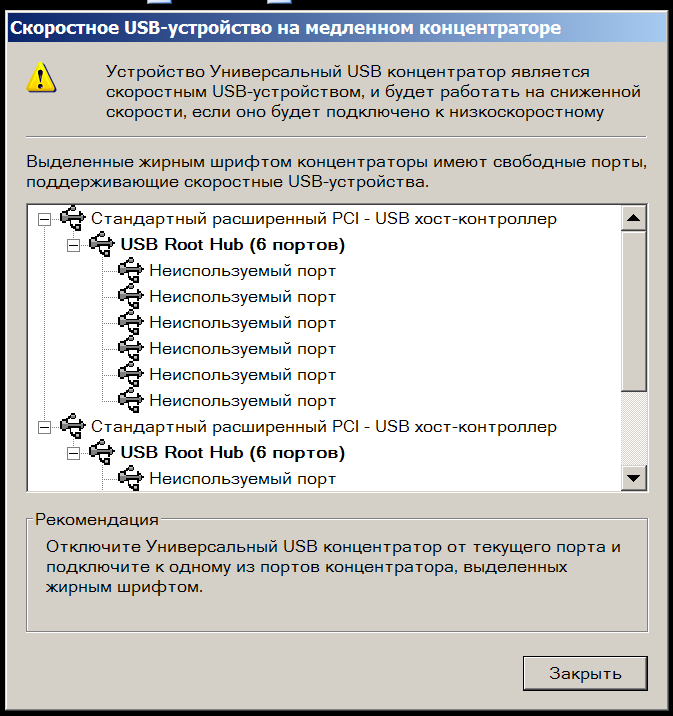 Скоростное USB-устройство на медленном концентраторе
Устройство Универсальный USB концентратор является
скоростным USB-устройством, и будет работать на сниженной
скорости, если оно будет подключено к низкоскоростному
Выделенные жирным шрифтом концентраторы имеют свободные порты,
поддерживающие скоростные USB-устройства.
Стандартный расширенный PCI - USB хост-контроллер
USB Root Hub (6 портов)
Неиспользуемый порт
Неиспользуемый порт
Неиспользуемый порт
Неиспользуемый порт
Неиспользуемый порт
Неиспользуемый порт
Стандартный расширенный PCI - USB хост-контроллер
USB Root Hub (6 портов)
Неиспользуемый порт
Рекомендация
Отключите Универсальный USB концентратор от текущего порта и
подключите к одному из портов концентратора, выделенных
жирным шрифтом.
Закрыть